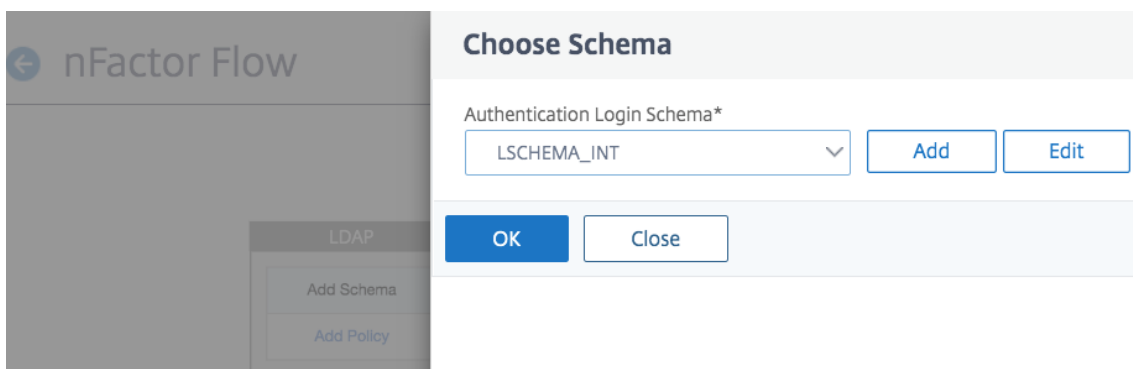 nFactor Flow
LDAP
Add Schema
Add Policy
Choose Schema
Authentication Login Schema*
LSCHEMA_INT
Add
Edit
OK
Close